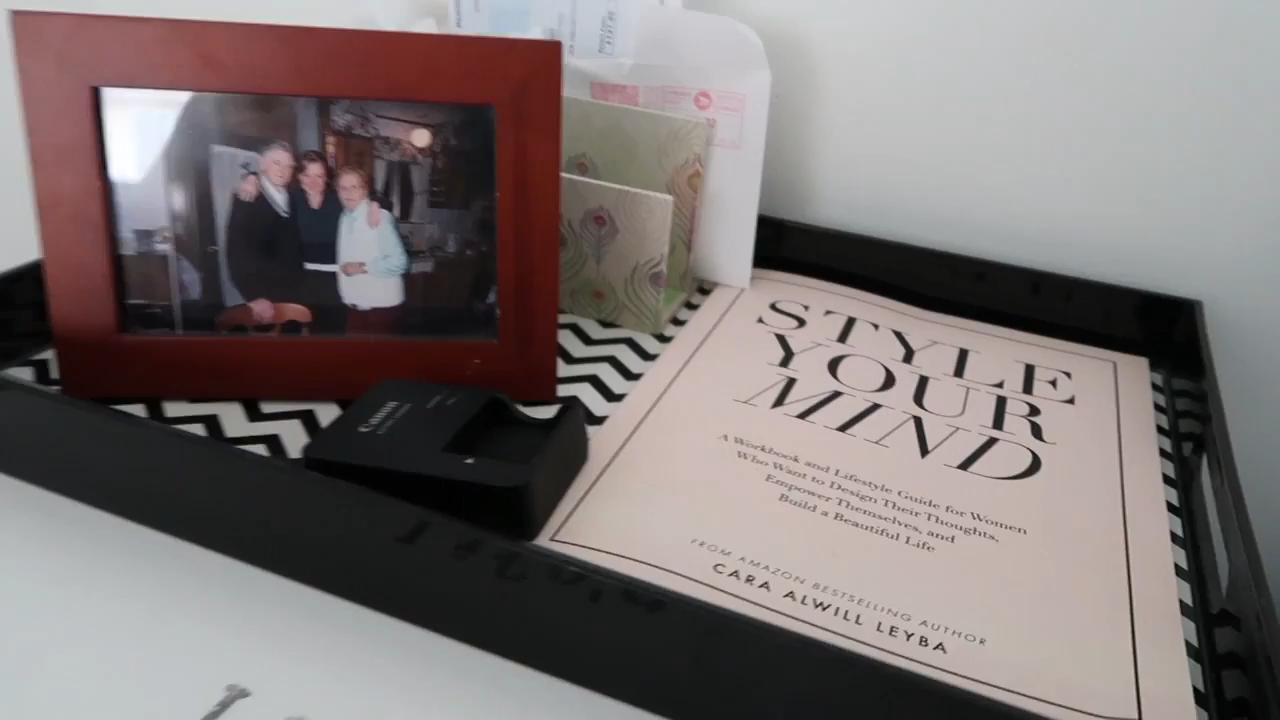 Canon
STYLE
YOUR
MIND
A Workbook and Lifestyle Guide for Women
Who Want to Design Their Thoughts,
Empower Themselves, and
Build a Beautiful Life
FROM AMAZON BESTSELLING AUTHOR
CARA ALWILL LEYBA